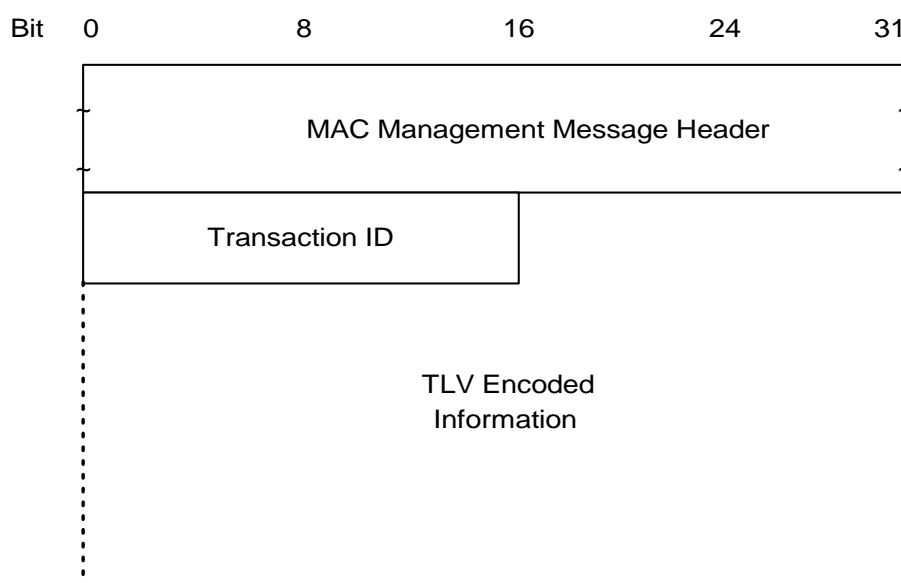 Bit 0 8 16 24 31
MAC Management Message Header
Transaction ID
TLV Encoded
Information